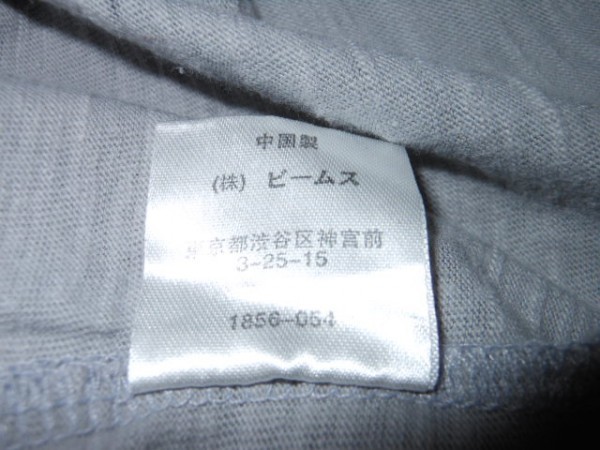 中国製
(株) ビームス
東京都渋谷区神宮前
3-25-15
1856-054